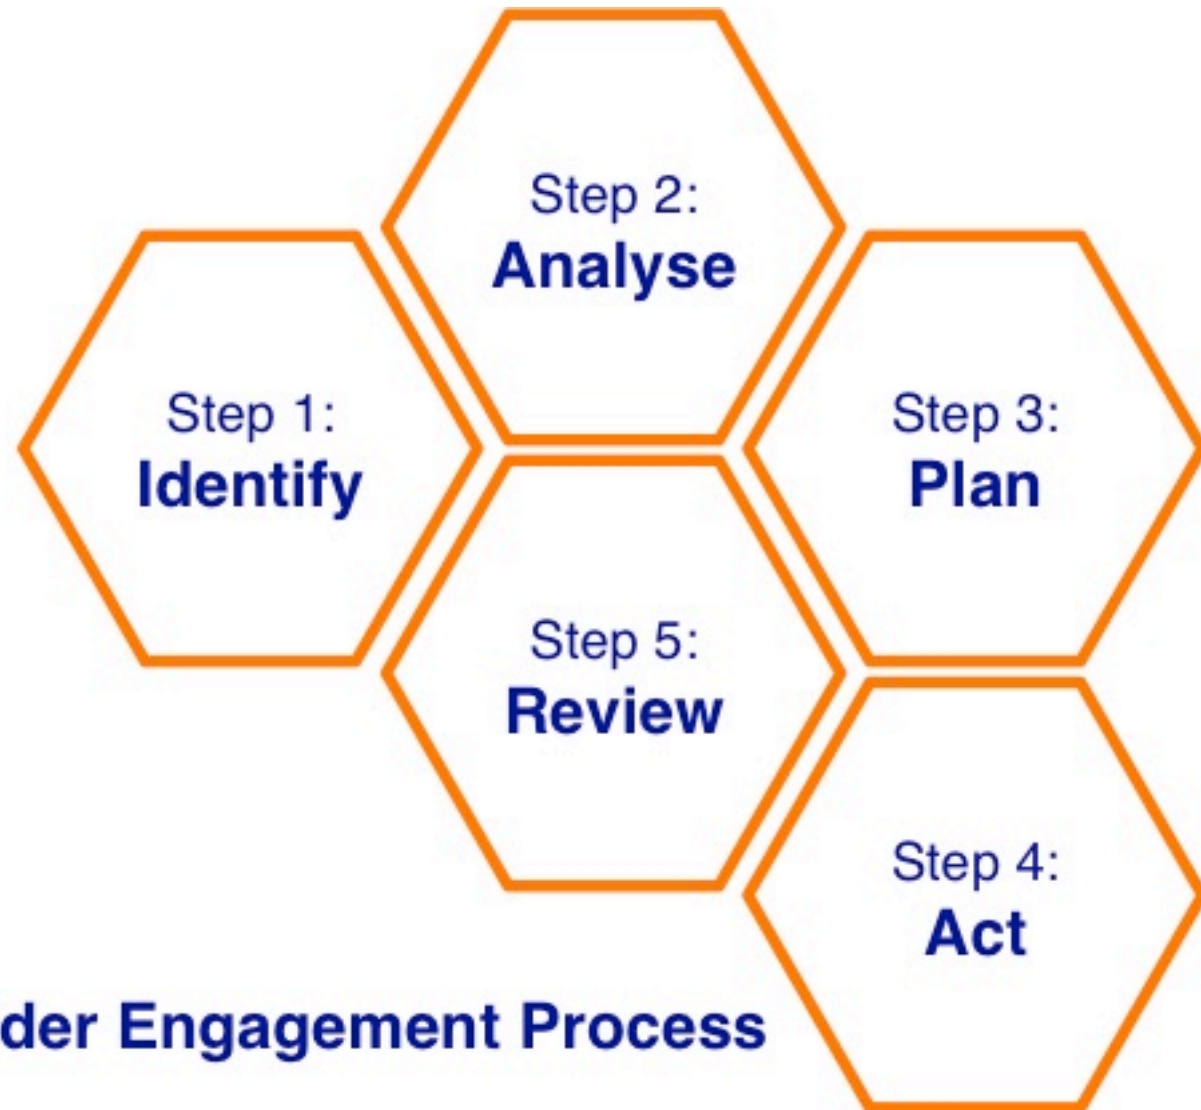 Step 1:
Identify
Step 2:
Analyse
Step 3:
Plan
Step 4:
Act
Step 5:
Review
der Engagement Process